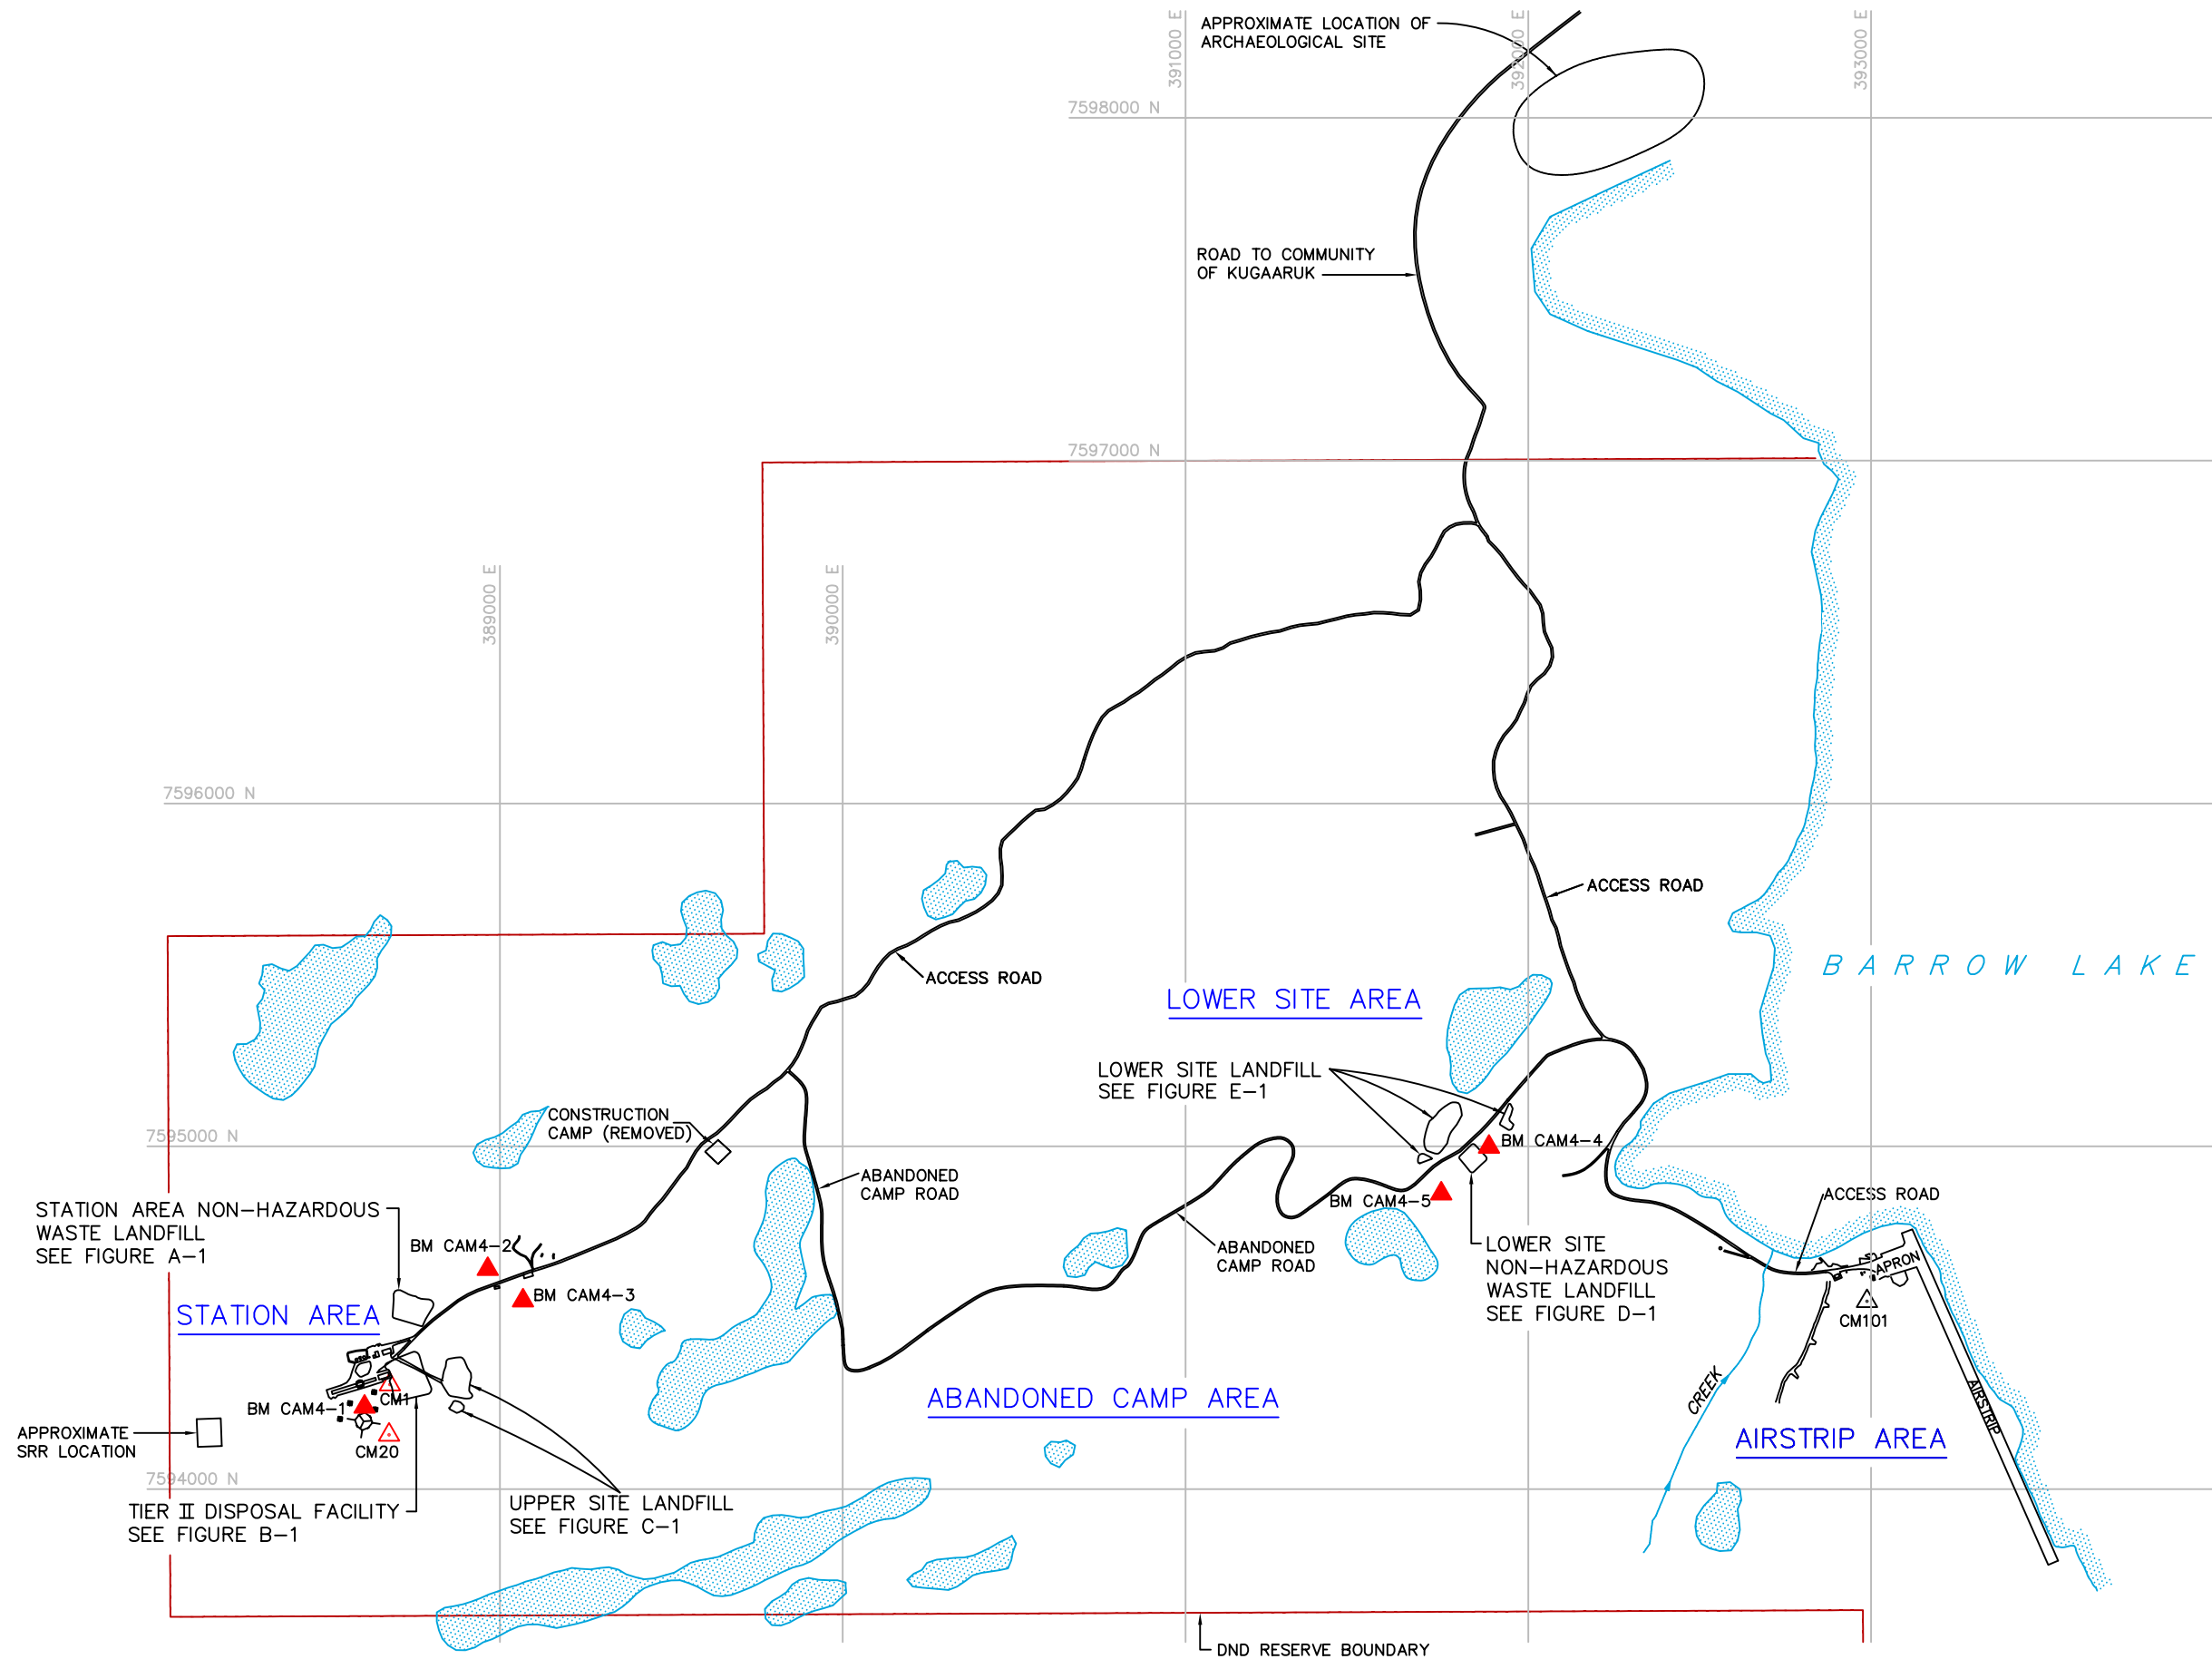 APPROXIMATE LOCATION OF
ARCHAEOLOGICAL SITE
391000 E
392000 E
393000 E
7598000 N
ROAD TO COMMUNITY
OF KUGAARUK
7597000 N
389000 E
390000 E
7596000 N
ACCESS ROAD
BARROW LAKE
ACCESS ROAD
LOWER SITE AREA
LOWER SITE LANDFILL
SEE FIGURE E-1
CONSTRUCTION
CAMP (REMOVED)
7595000 N
BM CAM4-4
ABANDONED
CAMP ROAD
BM CAM4-5
ACCESS ROAD
STATION AREA NON-HAZARDOUS
WASTE LANDFILL
SEE FIGURE A-1
BM CAM4-2
BM CAM4-3
ABANDONED
CAMP ROAD
LOWER SITE
NON-HAZARDOUS
WASTE LANDFILL
SEE FIGURE D-1
APRON
CM101
STATION AREA
CM1
BM CAM4-1
CM20
APPROXIMATE
SRR LOCATION
ABANDONED CAMP AREA
CREEK
AIRSTRIP
AIRSTRIP AREA
7594000 N
TIER II DISPOSAL FACILITY
SEE FIGURE B-1
UPPER SITE LANDFILL
SEE FIGURE C-1
DND RESERVE BOUNDARY